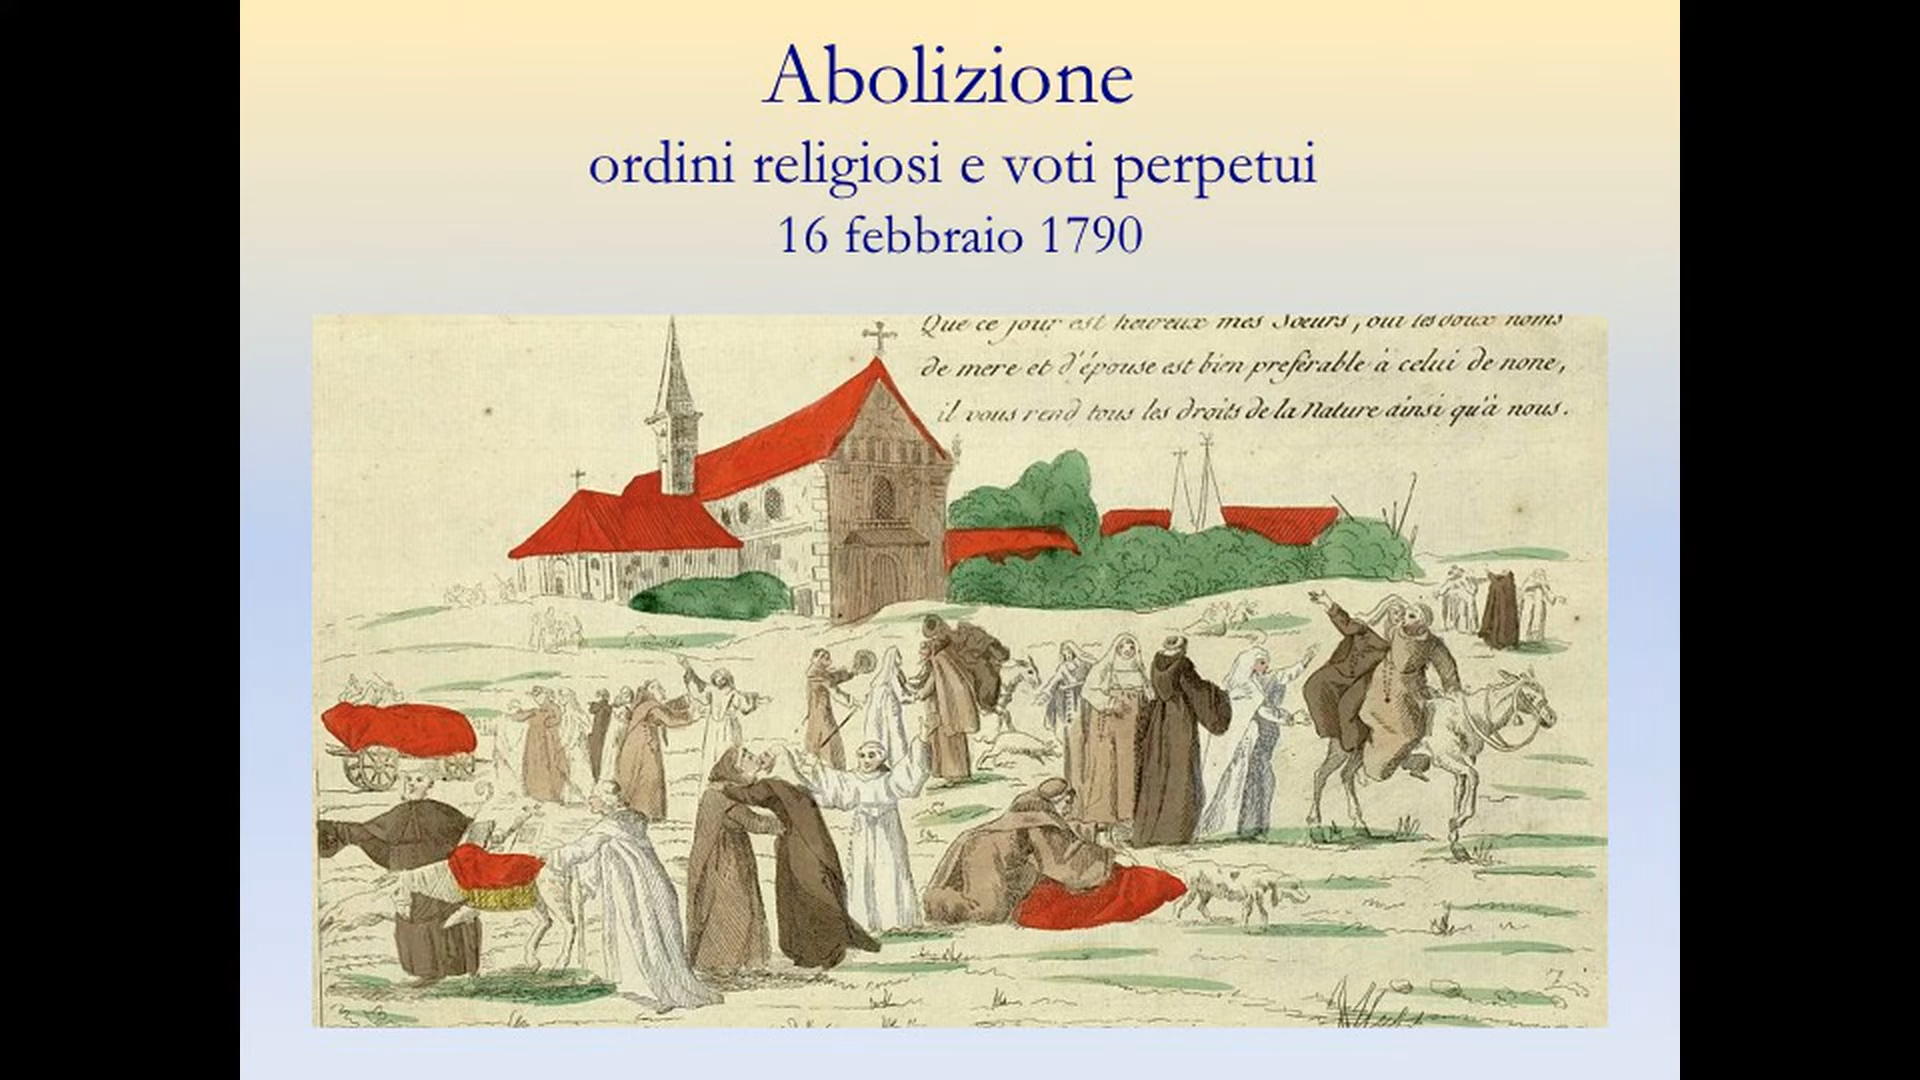 Abolizione
ordini religiosi e voti perpetui
16 febbraio 1790
Que ce jour est heureux mes Sœurs, oui les doux noms
de mere et d'épouse est bien preférable à celui de none,
il vous rend tous les droits de la Nature ainsi qu'à nous.